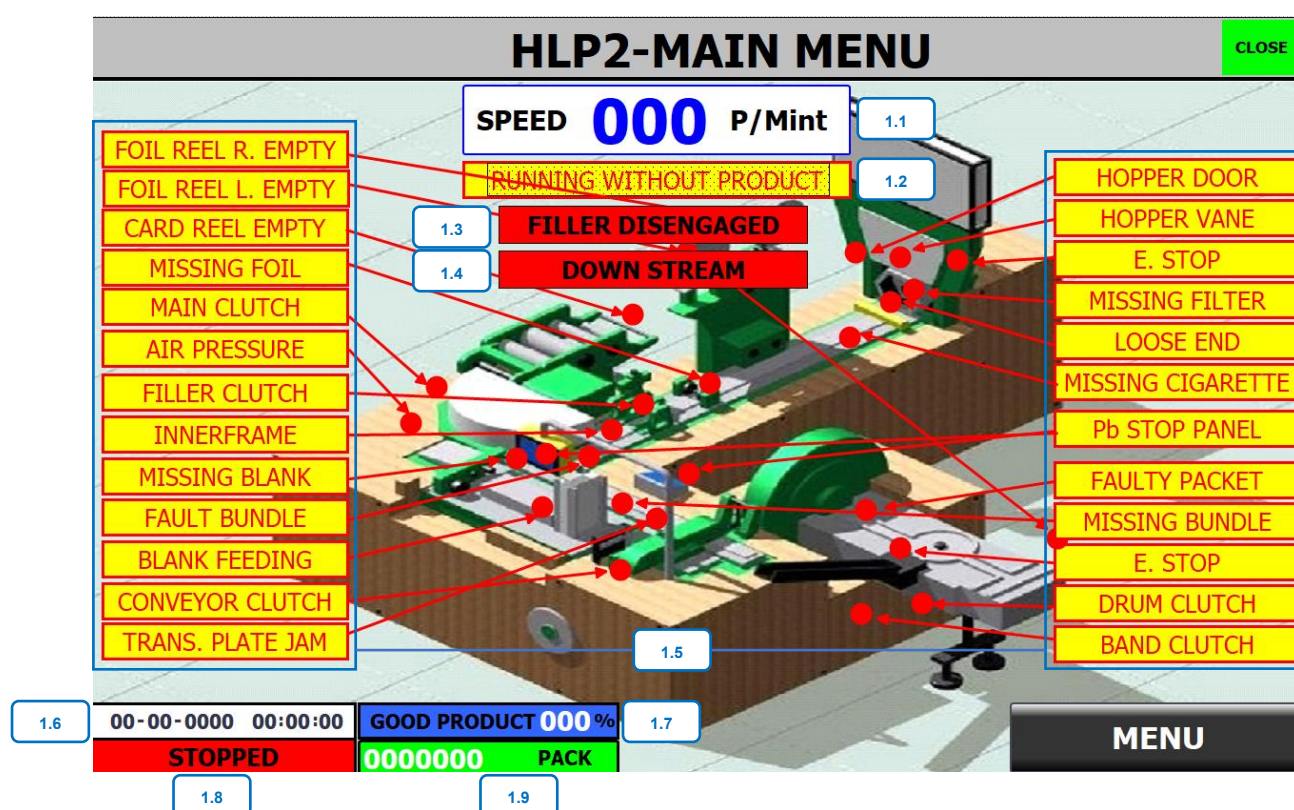 HLP2-MAIN MENU
CLOSE
SPEED 000 P/Mint
1.1
RUNNING WITHOUT PRODUCT
1.2
1.3
FILLER DISENGAGED
1.4
DOWN STREAM
FOIL REEL R. EMPTY
FOIL REEL L. EMPTY
CARD REEL EMPTY
MISSING FOIL
MAIN CLUTCH
AIR PRESSURE
FILLER CLUTCH
INNERFRAME
MISSING BLANK
FAULT BUNDLE
BLANK FEEDING
CONVEYOR CLUTCH
TRANS. PLATE JAM
HOPPER DOOR
HOPPER VANE
E. STOP
MISSING FILTER
LOOSE END
MISSING CIGARETTE
Pb STOP PANEL
FAULTY PACKET
MISSING BUNDLE
E. STOP
DRUM CLUTCH
BAND CLUTCH
1.5
1.6
00-00-0000 00:00:00
GOOD PRODUCT 000 %
1.7
STOPPED
0000000 PACK
MENU
1.8
1.9